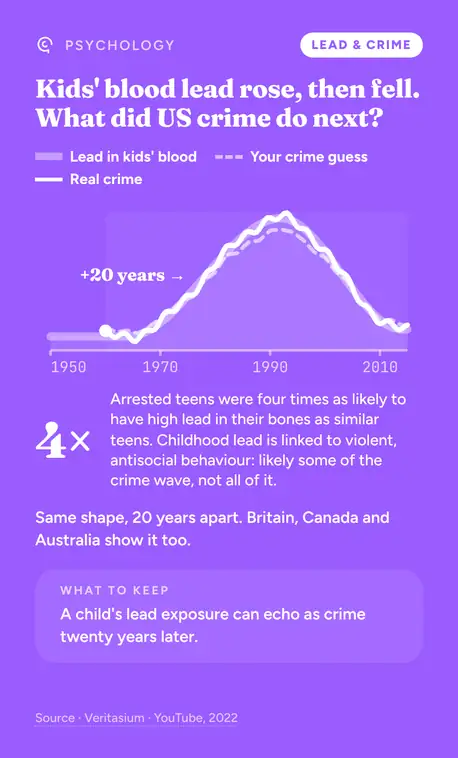 PSYCHOLOGY
LEAD & CRIME
Kids' blood lead rose, then fell.
What did US crime do next?
Lead in kids' blood
Your crime guess
Real crime
+20 years →
1950
1970
1990
2010
4×
Arrested teens were four times as likely to
have high lead in their bones as similar
teens. Childhood lead is linked to violent,
antisocial behaviour: likely some of the
crime wave, not all of it.
Same shape, 20 years apart. Britain, Canada and
Australia show it too.
WHAT TO KEEP
A child's lead exposure can echo as crime
twenty years later.
Source · Veritasium · YouTube, 2022